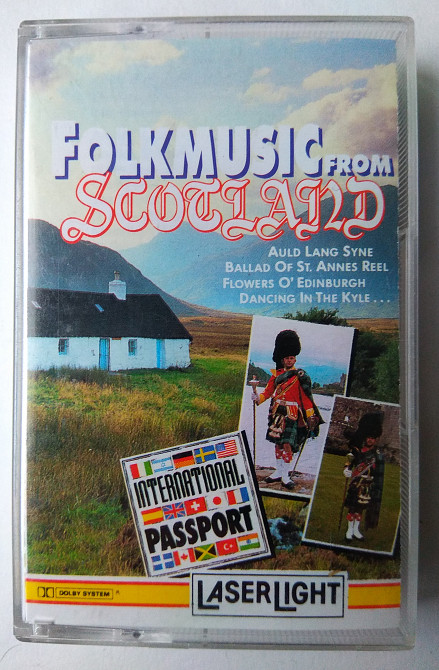 FOLKMUSIC FROM
SCOTLAND
AULD LANG SYNE
BALLAD OF ST. ANNES REEL
FLOWERS O' EDINBURGH
DANCING IN THE KYLE...
INTERNATIONAL
PASSPORT
DOLBY SYSTEM
LASERLIGHT